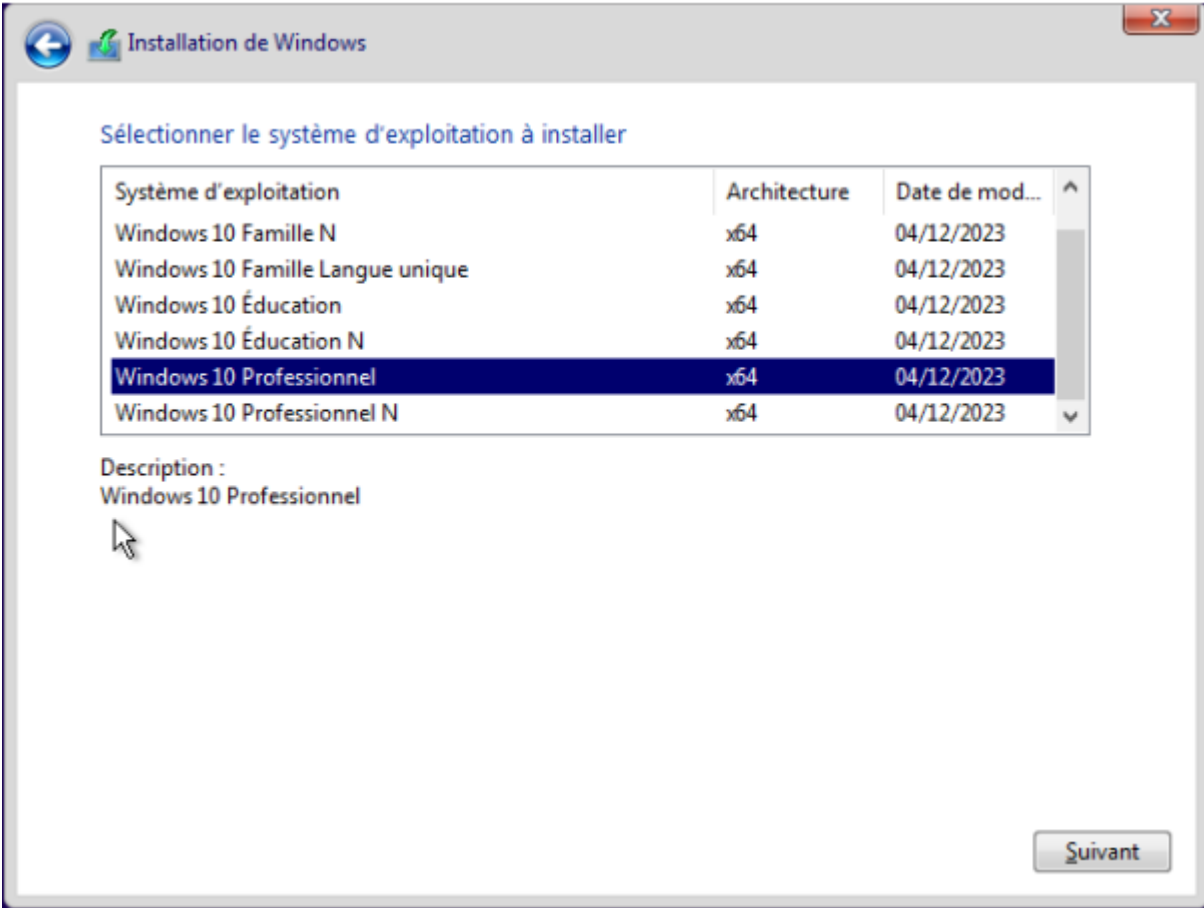 Installation de Windows
Sélectionner le système d'exploitation à installer
Système d'exploitation Architecture Date de mod...
Windows 10 Famille N x64 04/12/2023
Windows 10 Famille Langue unique x64 04/12/2023
Windows 10 Éducation x64 04/12/2023
Windows 10 Éducation N x64 04/12/2023
Windows 10 Professionnel x64 04/12/2023
Windows 10 Professionnel N x64 04/12/2023
Description :
Windows 10 Professionnel
Suivant